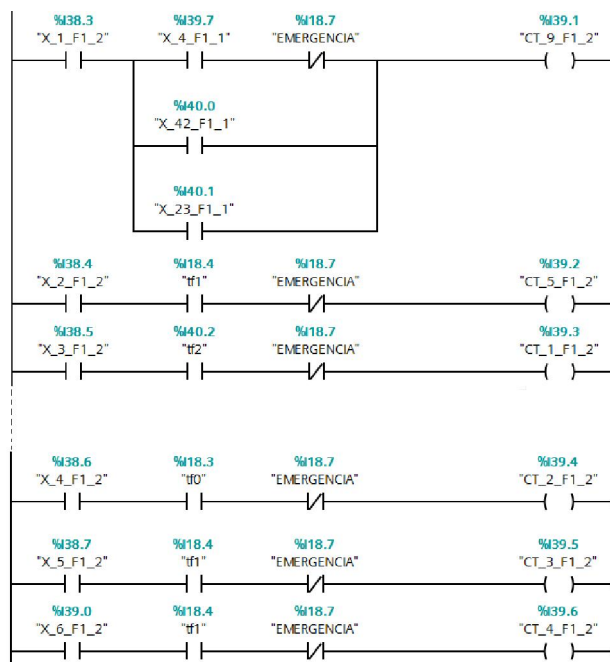 %I38.3 %I39.7 %I18.7 %I39.1
"X_1_F1_2" "X_4_F1_1" "EMERGENCIA" "CT_9_F1_2"
%I40.0
"X_42_F1_1"
%I40.1
"X_23_F1_1"
%I38.4 %I18.4 %I18.7 %I39.2
"X_2_F1_2" "tf1" "EMERGENCIA" "CT_5_F1_2"
%I38.5 %I40.2 %I18.7 %I39.3
"X_3_F1_2" "tf2" "EMERGENCIA" "CT_1_F1_2"
%I38.6 %I18.3 %I18.7 %I39.4
"X_4_F1_2" "tf0" "EMERGENCIA" "CT_2_F1_2"
%I38.7 %I18.4 %I18.7 %I39.5
"X_5_F1_2" "tf1" "EMERGENCIA" "CT_3_F1_2"
%I39.0 %I18.4 %I18.7 %I39.6
"X_6_F1_2" "tf1" "EMERGENCIA" "CT_4_F1_2"